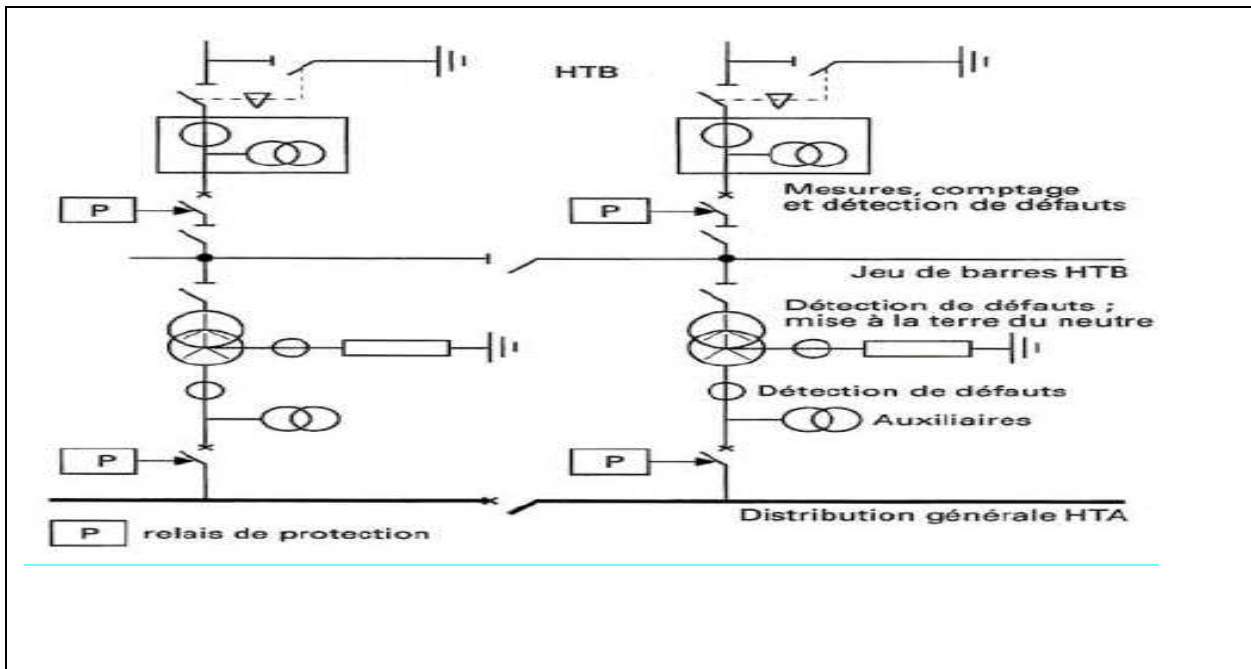 HTB
Mesures, comptage
et détection de défauts
P
P
Jeu de barres HTB
Détection de défauts ;
mise à la terre du neutre
Détection de défauts
Auxiliaires
P
P
Distribution générale HTA
P relais de protection